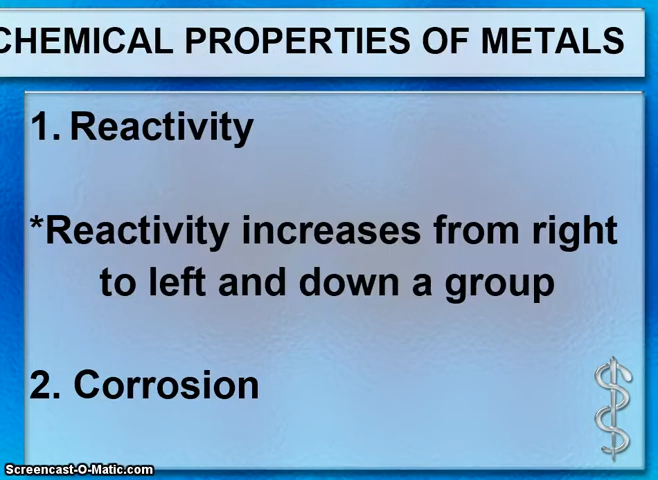 CHEMICAL PROPERTIES OF METALS
1. Reactivity
*Reactivity increases from right
to left and down a group
2. Corrosion
Screencast-O-Matic.com